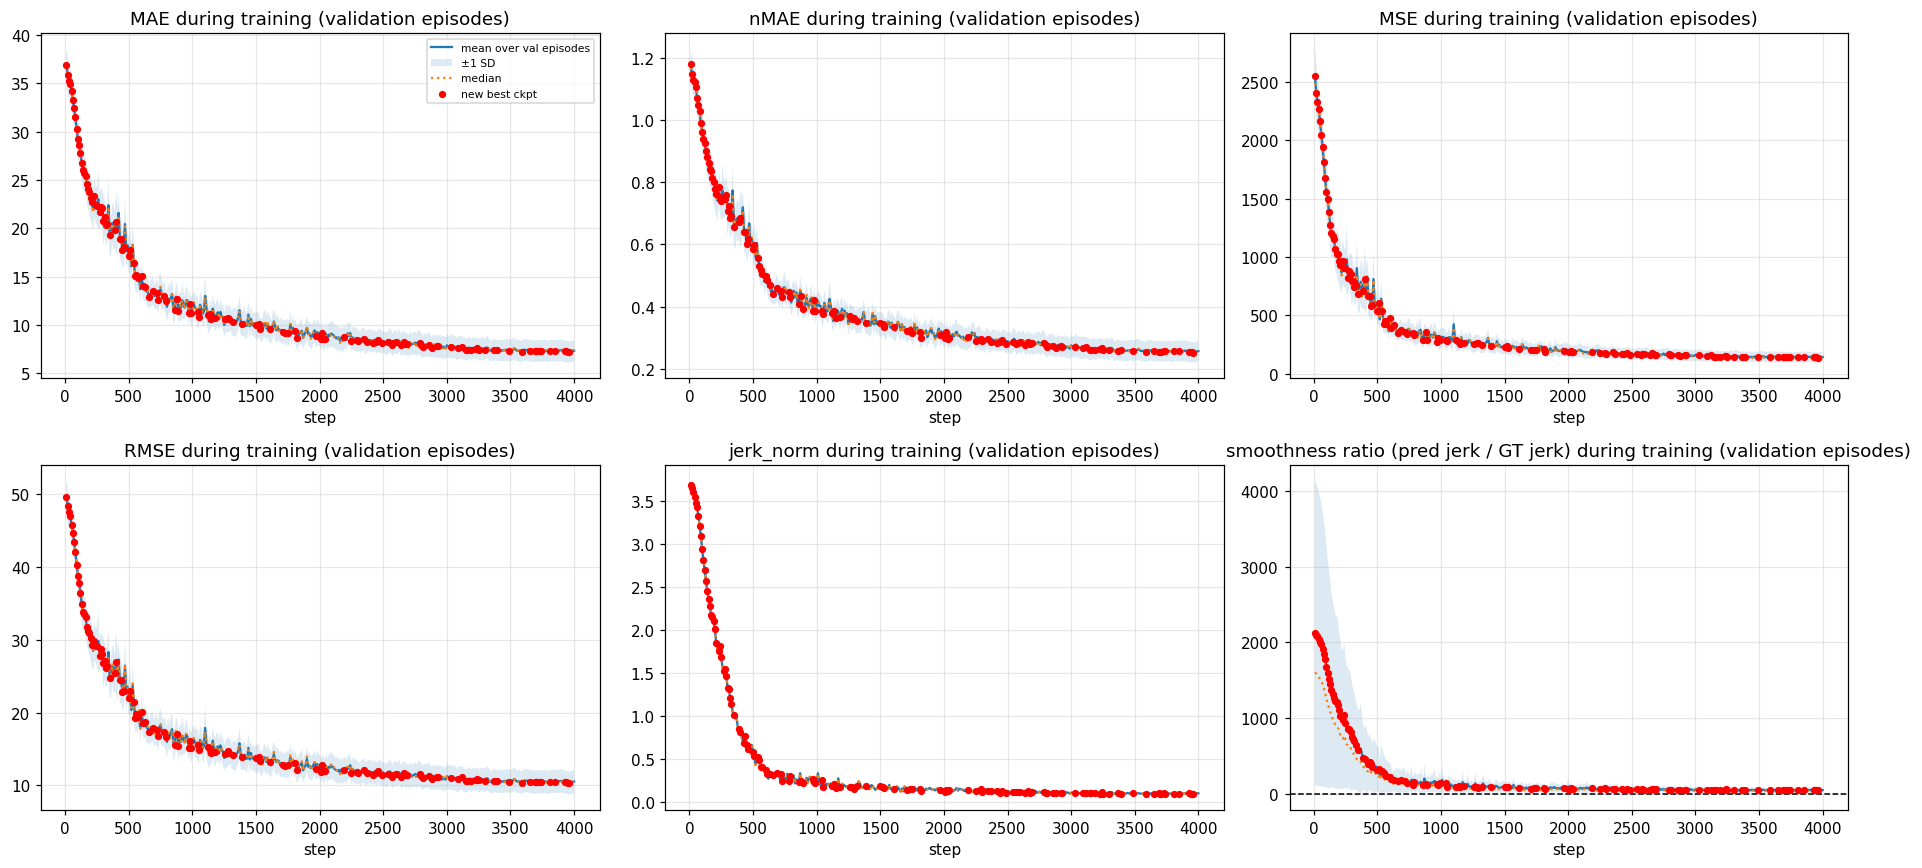 MAE during training (validation episodes)
40
35
30
25
20
15
10
5
mean over val episodes
±1 SD
median
new best ckpt
0 500 1000 1500 2000 2500 3000 3500 4000
step
nMAE during training (validation episodes)
1.2
1.0
0.8
0.6
0.4
0.2
0 500 1000 1500 2000 2500 3000 3500 4000
step
MSE during training (validation episodes)
2500
2000
1500
1000
500
0
0 500 1000 1500 2000 2500 3000 3500 4000
step
RMSE during training (validation episodes)
50
40
30
20
10
0 500 1000 1500 2000 2500 3000 3500 4000
step
jerk_norm during training (validation episodes)
3.5
3.0
2.5
2.0
1.5
1.0
0.5
0.0
0 500 1000 1500 2000 2500 3000 3500 4000
step
smoothness ratio (pred jerk / GT jerk) during training (validation episodes)
4000
3000
2000
1000
0
0 500 1000 1500 2000 2500 3000 3500 4000
step